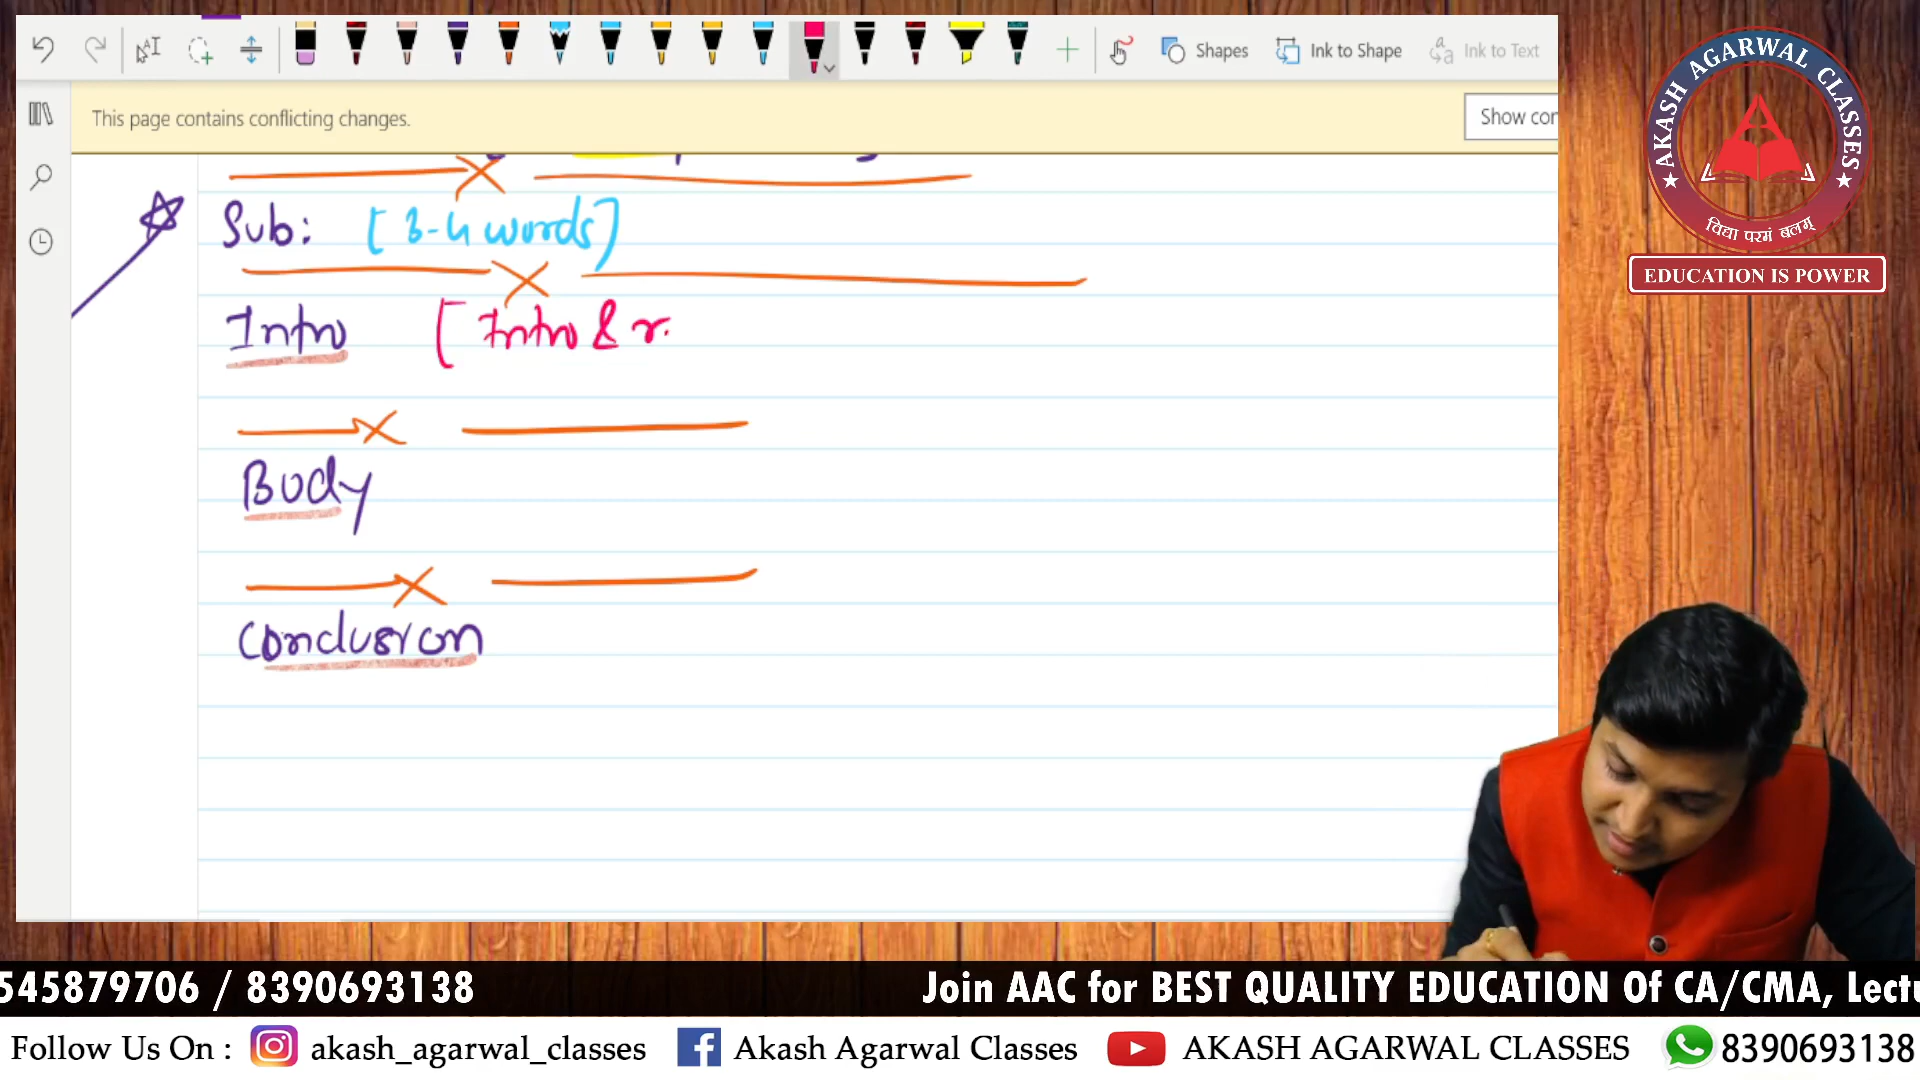 Shapes
Ink to Shape
Ink to Text
This page contains conflicting changes.
Show con
Sub: [3-4 words]
Intro [Intro & r.
Body
Conclusion
AKASH AGARWAL CLASSES
विद्या परमं बलम्
EDUCATION IS POWER
545879706 / 8390693138 Join AAC for BEST QUALITY EDUCATION Of CA/CMA, Lectu
Follow Us On : akash_agarwal_classes Akash Agarwal Classes AKASH AGARWAL CLASSES 8390693138